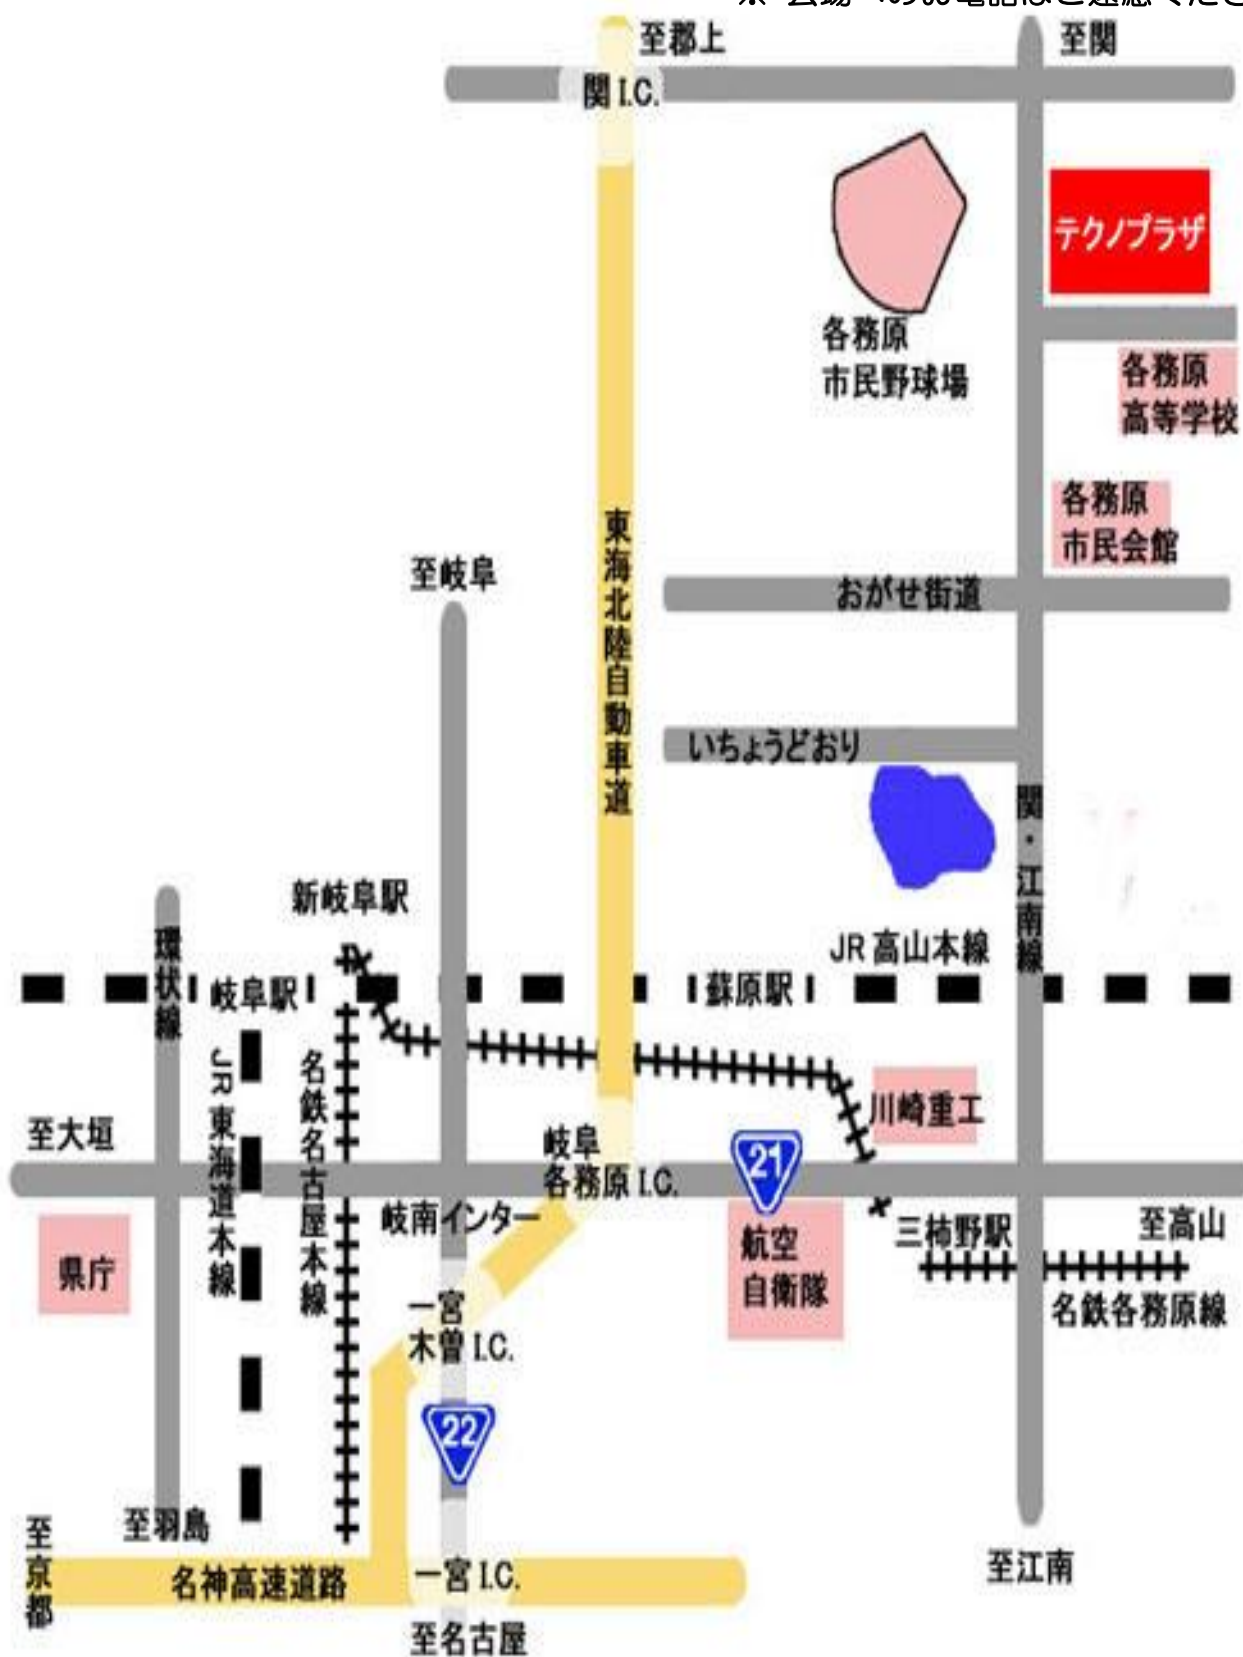 至郡上
至関
関 I.C.
テクノプラザ
各務原
市民野球場
各務原
高等学校
各務原
市民会館
東海北陸自動車道
至岐阜
おがせ街道
いちょうどおり
関・江南線
新岐阜駅
環状線
JR 高山本線
岐阜駅
蘇原駅
JR東海道本線
名鉄名古屋本線
川崎重工
至大垣
岐阜
各務原 I.C.
21
岐南インター
三柿野駅
至高山
航空
自衛隊
県庁
一宮
木曽 I.C.
名鉄各務原線
22
至羽島
至京都
名神高速道路
一宮 I.C.
至江南
至名古屋